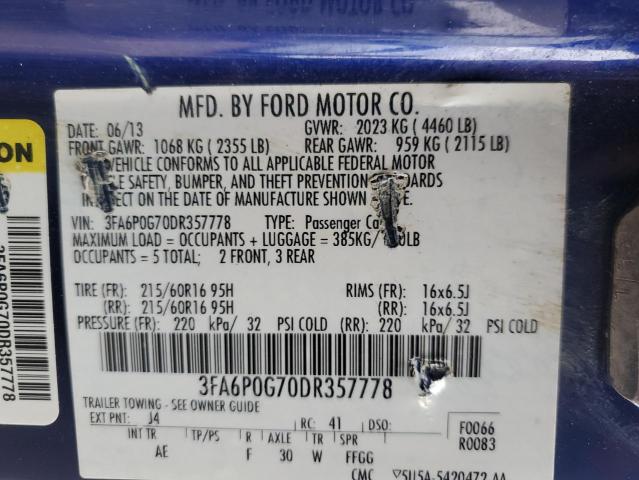 MFD. BY FORD MOTOR CO.
DATE: 06/13 GVWR: 2023 KG ( 4460 LB)
FRONT GAWR: 1068 KG ( 2355 LB) REAR GAWR: 959 KG ( 2115 LB)
VEHICLE CONFORMS TO ALL APPLICABLE FEDERAL MOTOR
SAFETY, BUMPER, AND THEFT PREVENTION
IN EFFECT ON THE DATE OF MANUFACTURE SHOWN
VIN: 3FA6P0G70DR357778 TYPE: Passenger
MAXIMUM LOAD = OCCUPANTS + LUGGAGE = 385KG/
OCCUPANTS = 5 TOTAL; 2 FRONT, 3 REAR
TIRE (FR): 215/60R16 95H RIMS (FR): 16x6.5J
(RR): 215/60R16 95H (RR): 16x6.5J
PRESSURE (FR): 220 kPa/ 32 PSI COLD (RR): 220 kPa/ 32 PSI COLD
3FA6P0G70DR357778
TRAILER TOWING - SEE OWNER GUIDE
EXT PNT: J4 RC: 41 DSO: F0066
R0083
INT TR TP/PS R AXLE TR SPR
AE F 30 W FFGG
CMC 5U5A-5420472-AA
ON
3FA6P0G70DR357778